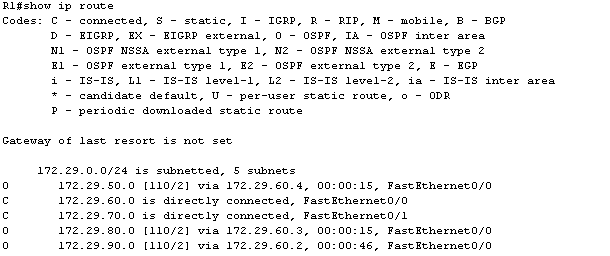 R1#show ip route
Codes: C - connected, S - static, I - IGRP, R - RIP, M - mobile, B - BGP
D - EIGRP, EX - EIGRP external, O - OSPF, IA - OSPF inter area
N1 - OSPF NSSA external type 1, N2 - OSPF NSSA external type 2
E1 - OSPF external type 1, E2 - OSPF external type 2, E - EGP
i - IS-IS, L1 - IS-IS level-1, L2 - IS-IS level-2, ia - IS-IS inter area
* - candidate default, U - per-user static route, o - ODR
P - periodic downloaded static route
Gateway of last resort is not set
172.29.0.0/24 is subnetted, 5 subnets
O 172.29.50.0 [110/2] via 172.29.60.4, 00:00:15, FastEthernet0/0
C 172.29.60.0 is directly connected, FastEthernet0/0
C 172.29.70.0 is directly connected, FastEthernet0/1
O 172.29.80.0 [110/2] via 172.29.60.3, 00:00:15, FastEthernet0/0
O 172.29.90.0 [110/2] via 172.29.60.2, 00:00:46, FastEthernet0/0